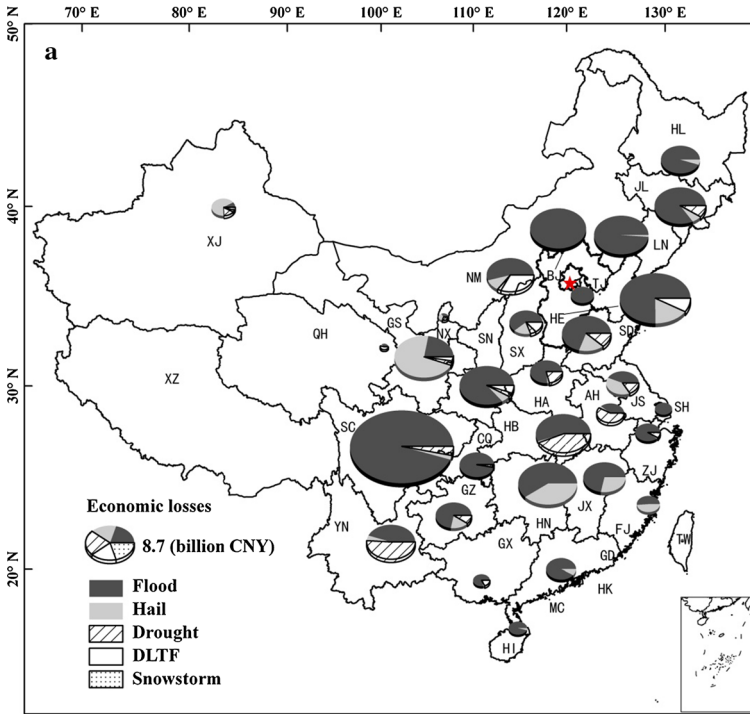 70° E 80° E 90° E 100° E 110° E 120° E 130° E
50° N
a
HL
JL
40° N
XJ
LN
NM
BJ
TJ
HE
GS
NX
QH
SN
SX
SD
XZ
30° N
HA
AH
JS
SH
SC
HB
CQ
ZJ
GZ
Economic losses
8.7 (billion CNY)
YN
HN
JX
FJ
GX
GD
TW
20° N
HK
MC
HI
Flood
Hail
Drought
DLTF
Snowstorm